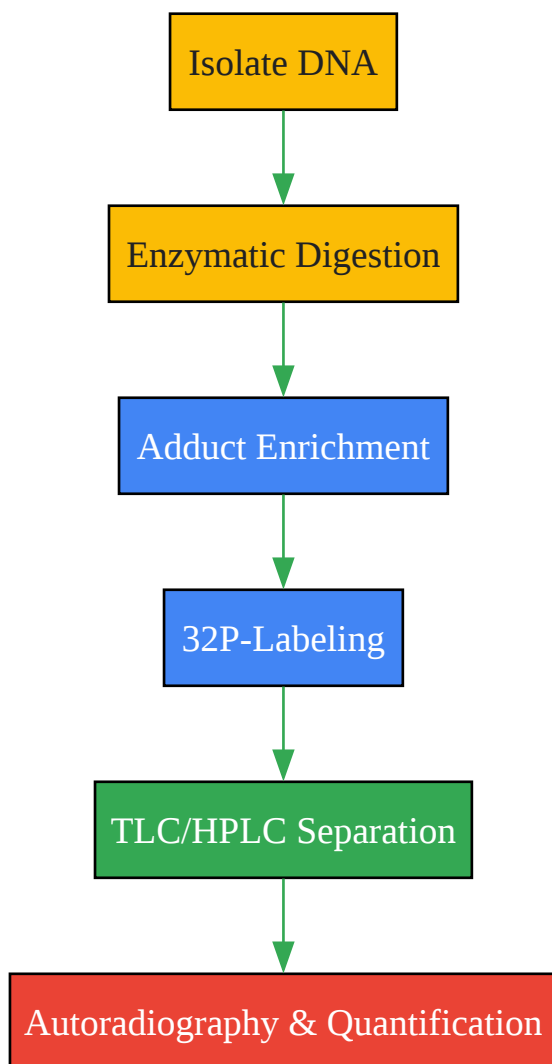 Isolate DNA
Enzymatic Digestion
Adduct Enrichment
32P-Labeling
TLC/HPLC Separation
Autoradiography & Quantification